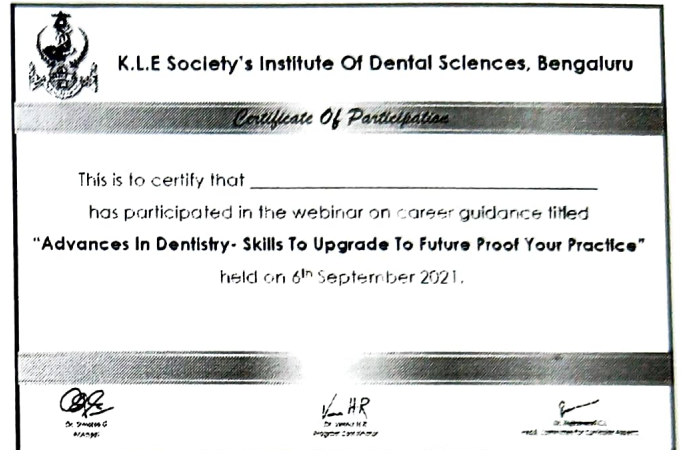 K.L.E Society's Institute Of Dental Sciences, Bengaluru
Certificate Of Participation
This is to certify that
has participated in the webinar on career guidance titled
"Advances In Dentistry- Skills To Upgrade To Future Proof Your Practice"
held on 6th September 2021.
H.R